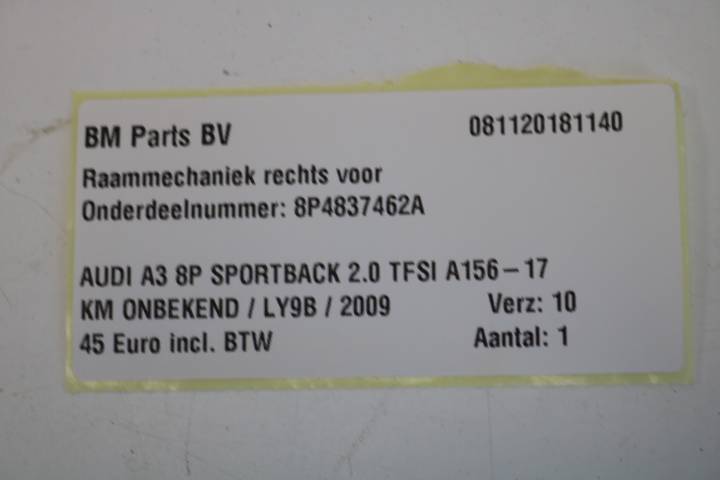 BM Parts BV 081120181140
Raammechaniek rechts voor
Onderdeelnummer: 8P4837462A
AUDI A3 8P SPORTBACK 2.0 TFSI A156-17
KM ONBEKEND / LY9B / 2009 Verz: 10
45 Euro incl. BTW Aantal: 1